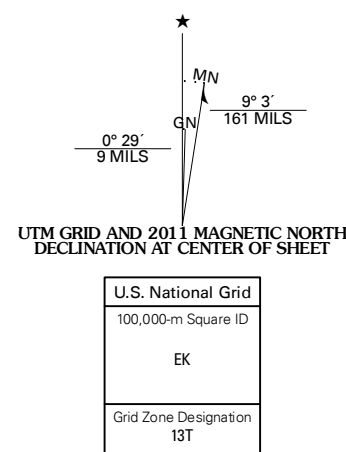 ★
MN
GN
9° 3´
161 MILS
0° 29´
9 MILS
UTM GRID AND 2011 MAGNETIC NORTH
DECLINATION AT CENTER OF SHEET
U.S. National Grid
100,000-m Square ID
EK
Grid Zone Designation
13T